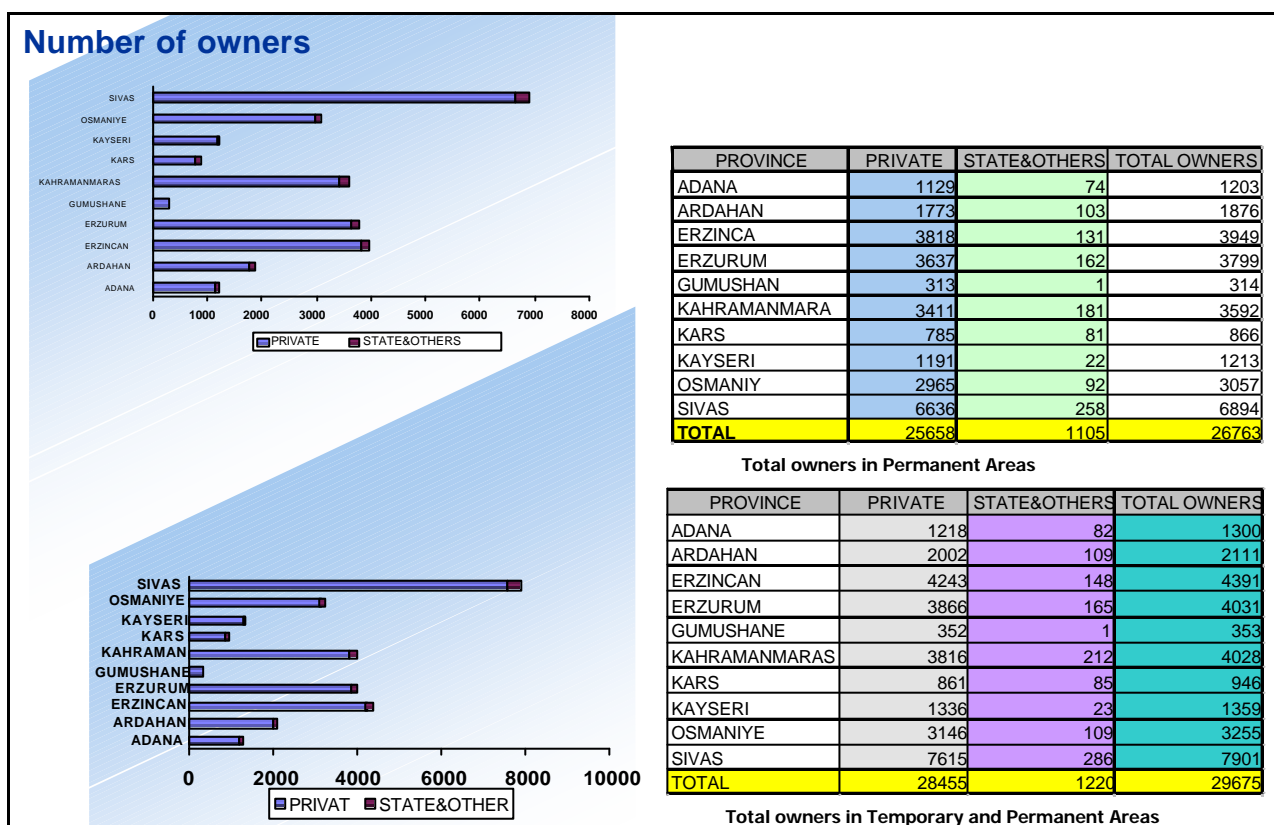 Number of owners
SIVAS
OSMANIYE
KAYSERI
KARS
KAHRAMANMARAS
GUMUSHANE
ERZURUM
ERZINCAN
ARDAHAN
ADANA
0 1000 2000 3000 4000 5000 6000 7000 8000
PRIVATE STATE&OTHERS
PROVINCE PRIVATE STATE&OTHERS TOTAL OWNERS
ADANA 1129 74 1203
ARDAHAN 1773 103 1876
ERZINCA 3818 131 3949
ERZURUM 3637 162 3799
GUMUSHAN 313 1 314
KAHRAMANMARA 3411 181 3592
KARS 785 81 866
KAYSERI 1191 22 1213
OSMANIY 2965 92 3057
SIVAS 6636 258 6894
TOTAL 25658 1105 26763
Total owners in Permanent Areas
SIVAS
OSMANIYE
KAYSERI
KARS
KAHRAMAN
GUMUSHANE
ERZURUM
ERZINCAN
ARDAHAN
ADANA
0 2000 4000 6000 8000 10000
PRIVAT STATE&OTHER
PROVINCE PRIVATE STATE&OTHERS TOTAL OWNERS
ADANA 1218 82 1300
ARDAHAN 2002 109 2111
ERZINCAN 4243 148 4391
ERZURUM 3866 165 4031
GUMUSHANE 352 1 353
KAHRAMANMARAS 3816 212 4028
KARS 861 85 946
KAYSERI 1336 23 1359
OSMANIYE 3146 109 3255
SIVAS 7615 286 7901
TOTAL 28455 1220 29675
Total owners in Temporary and Permanent Areas